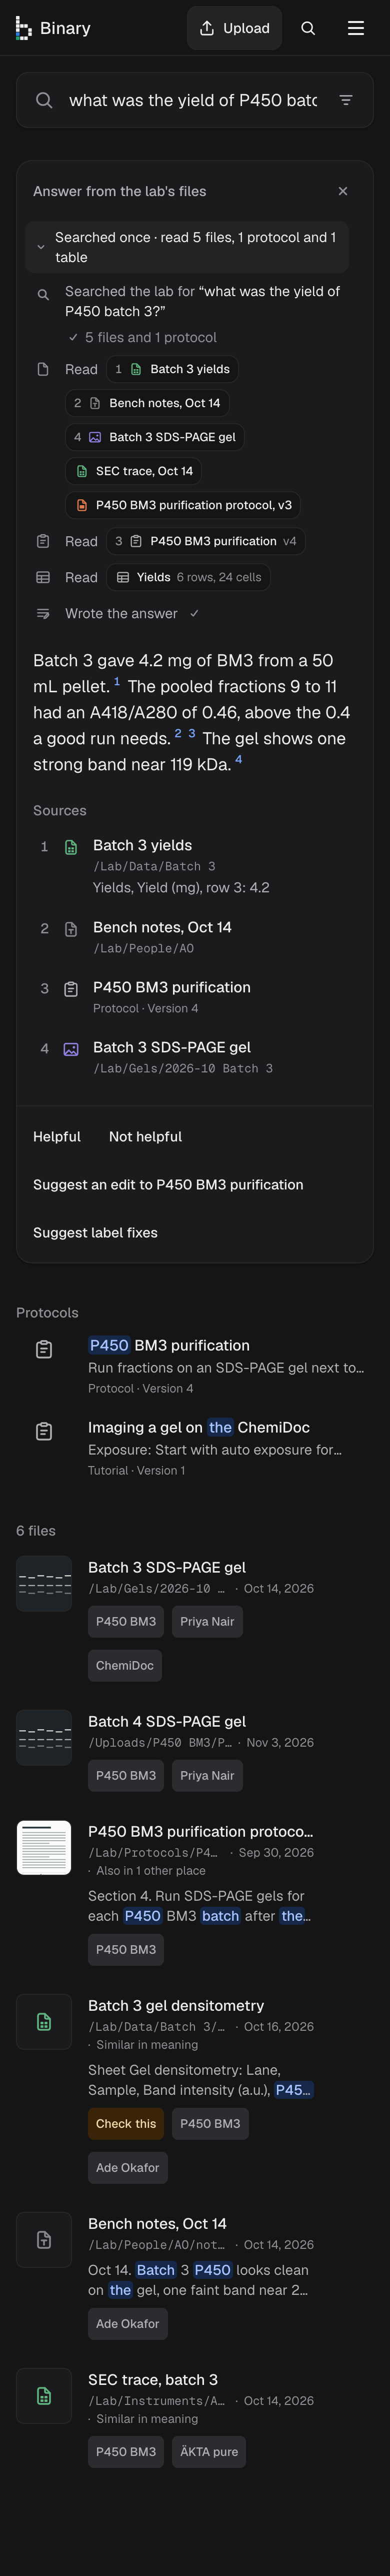 Binary
Upload
what was the yield of P450 batc
Answer from the lab's files
Searched once · read 5 files, 1 protocol and 1
table
Searched the lab for “what was the yield of
P450 batch 3?”
5 files and 1 protocol
Read 1 Batch 3 yields
2 Bench notes, Oct 14
4 Batch 3 SDS-PAGE gel
SEC trace, Oct 14
P450 BM3 purification protocol, v3
Read 3 P450 BM3 purification v4
Read Yields 6 rows, 24 cells
Wrote the answer
Batch 3 gave 4.2 mg of BM3 from a 50
mL pellet. 1 The pooled fractions 9 to 11
had an A418/A280 of 0.46, above the 0.4
a good run needs. 2 3 The gel shows one
strong band near 119 kDa. 4
Sources
1 Batch 3 yields
/Lab/Data/Batch 3
Yields, Yield (mg), row 3: 4.2
2 Bench notes, Oct 14
/Lab/People/AO
3 P450 BM3 purification
Protocol · Version 4
4 Batch 3 SDS-PAGE gel
/Lab/Gels/2026-10 Batch 3
Helpful Not helpful
Suggest an edit to P450 BM3 purification
Suggest label fixes
Protocols
P450 BM3 purification
Run fractions on an SDS-PAGE gel next to…
Protocol · Version 4
Imaging a gel on the ChemiDoc
Exposure: Start with auto exposure for…
Tutorial · Version 1
6 files
Batch 3 SDS-PAGE gel
/Lab/Gels/2026-10 … · Oct 14, 2026
P450 BM3 Priya Nair
ChemiDoc
Batch 4 SDS-PAGE gel
/Uploads/P450 BM3/P… · Nov 3, 2026
P450 BM3 Priya Nair
P450 BM3 purification protoco…
/Lab/Protocols/P4… · Sep 30, 2026
· Also in 1 other place
Section 4. Run SDS-PAGE gels for
each P450 BM3 batch after the…
P450 BM3
Batch 3 gel densitometry
/Lab/Data/Batch 3/… · Oct 16, 2026
· Similar in meaning
Sheet Gel densitometry: Lane,
Sample, Band intensity (a.u.), P45…
Check this P450 BM3
Ade Okafor
Bench notes, Oct 14
/Lab/People/AO/not… · Oct 14, 2026
Oct 14. Batch 3 P450 looks clean
on the gel, one faint band near 2…
Ade Okafor
SEC trace, batch 3
/Lab/Instruments/A… · Oct 14, 2026
· Similar in meaning
P450 BM3 ÄKTA pure